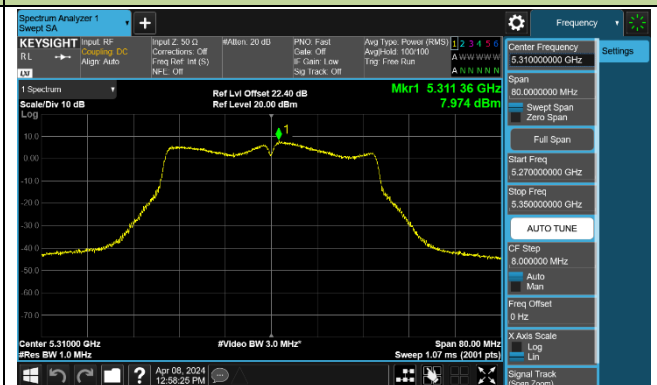 Spectrum Analyzer 1
Swept SA
+
Frequency
KEYSIGHT
RL
LXI
Input: RF
Coupling: DC
Align: Auto
Input Z: 50 Ω
Corrections: Off
Freq Ref: Int (S)
NFE: Off
#Atten: 20 dB
PNO: Fast
Gate: Off
IF Gain: Low
Sig Track: Off
Avg Type: Power (RMS)
Avg|Hold: 100/100
Trig: Free Run
1 2 3 4 5 6
A W W W W W
A N N N N N
1 Spectrum
Scale/Div 10 dB
Log
Ref Lvl Offset 22.40 dB
Ref Level 20.00 dBm
Mkr1 5.311 36 GHz
7.974 dBm
1
10.0
0.00
-10.0
-20.0
-30.0
-40.0
-50.0
-60.0
-70.0
Center 5.31000 GHz
#Res BW 1.0 MHz
#Video BW 3.0 MHz*
Span 80.00 MHz
Sweep 1.07 ms (2001 pts)
Apr 08, 2024
12:58:25 PM
?
Center Frequency
5.310000000 GHz
Span
80.0000000 MHz
Swept Span
Zero Span
Full Span
Start Freq
5.270000000 GHz
Stop Freq
5.350000000 GHz
AUTO TUNE
CF Step
8.000000 MHz
Auto
Man
Freq Offset
0 Hz
X Axis Scale
Log
Lin
Signal Track
(Span Zoom)
Settings